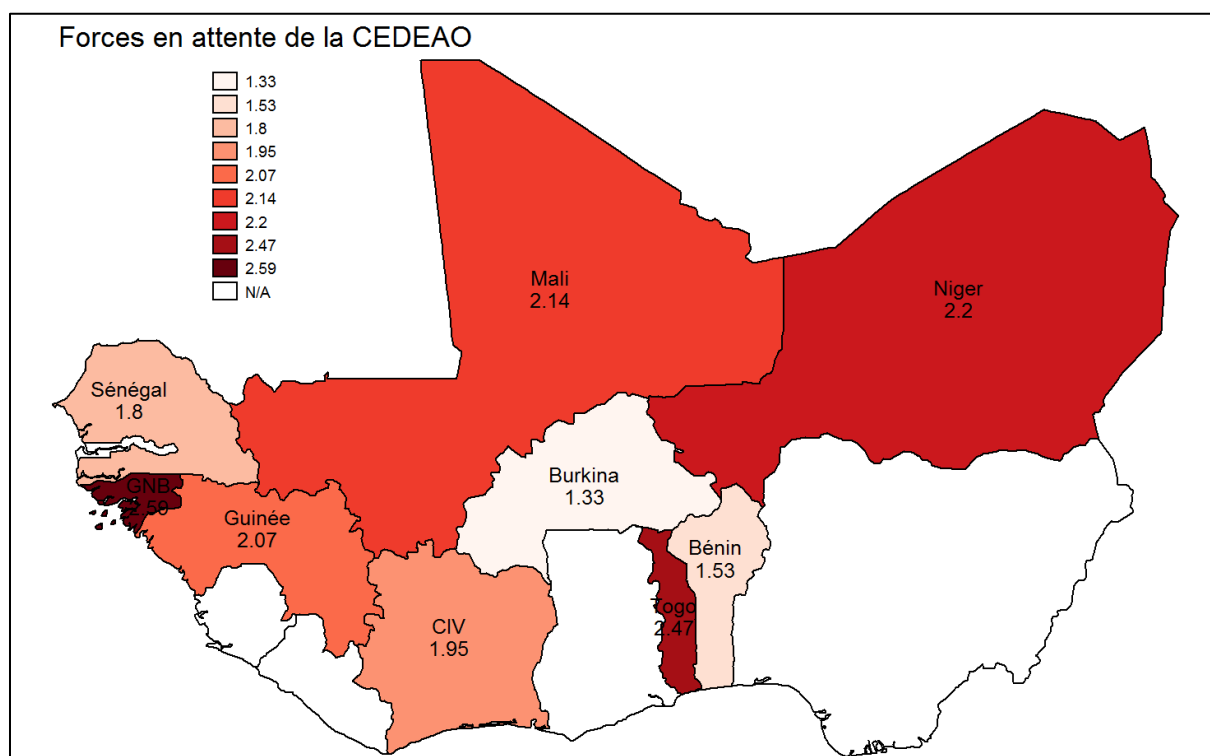 Forces en attente de la CEDEAO
1.33
1.53
1.8
1.95
2.07
2.14
2.2
2.47
2.59
N/A
Mali
2.14
Niger
2.2
Sénégal
1.8
Burkina
1.33
GNB
2.59
Guinée
2.07
Bénin
1.53
Togo
2.47
CIV
1.95